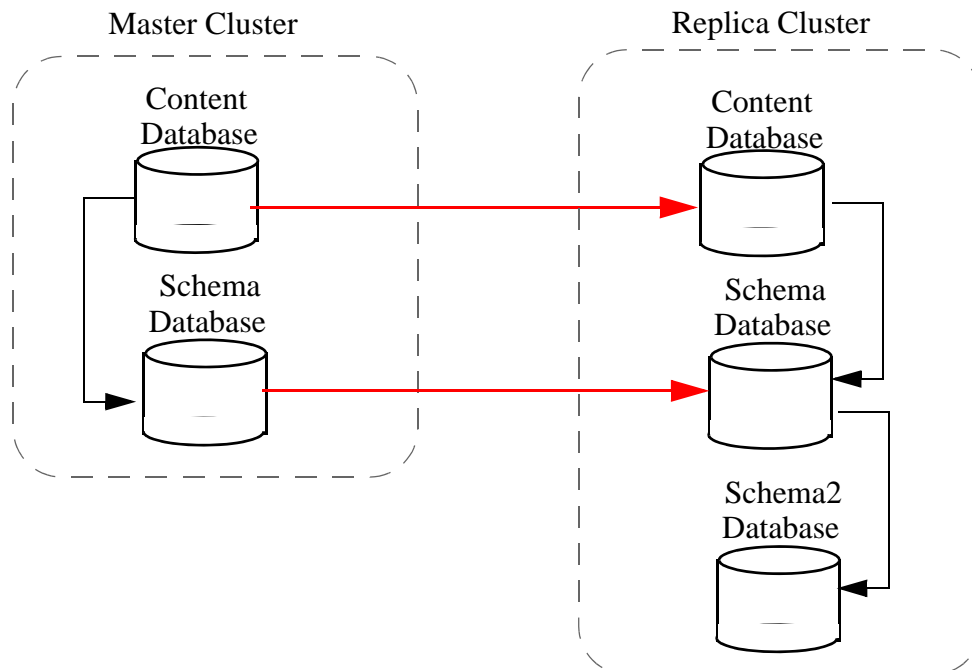 Master Cluster
Replica Cluster
Content
Database
Content
Database
Schema
Database
Schema
Database
Schema2
Database